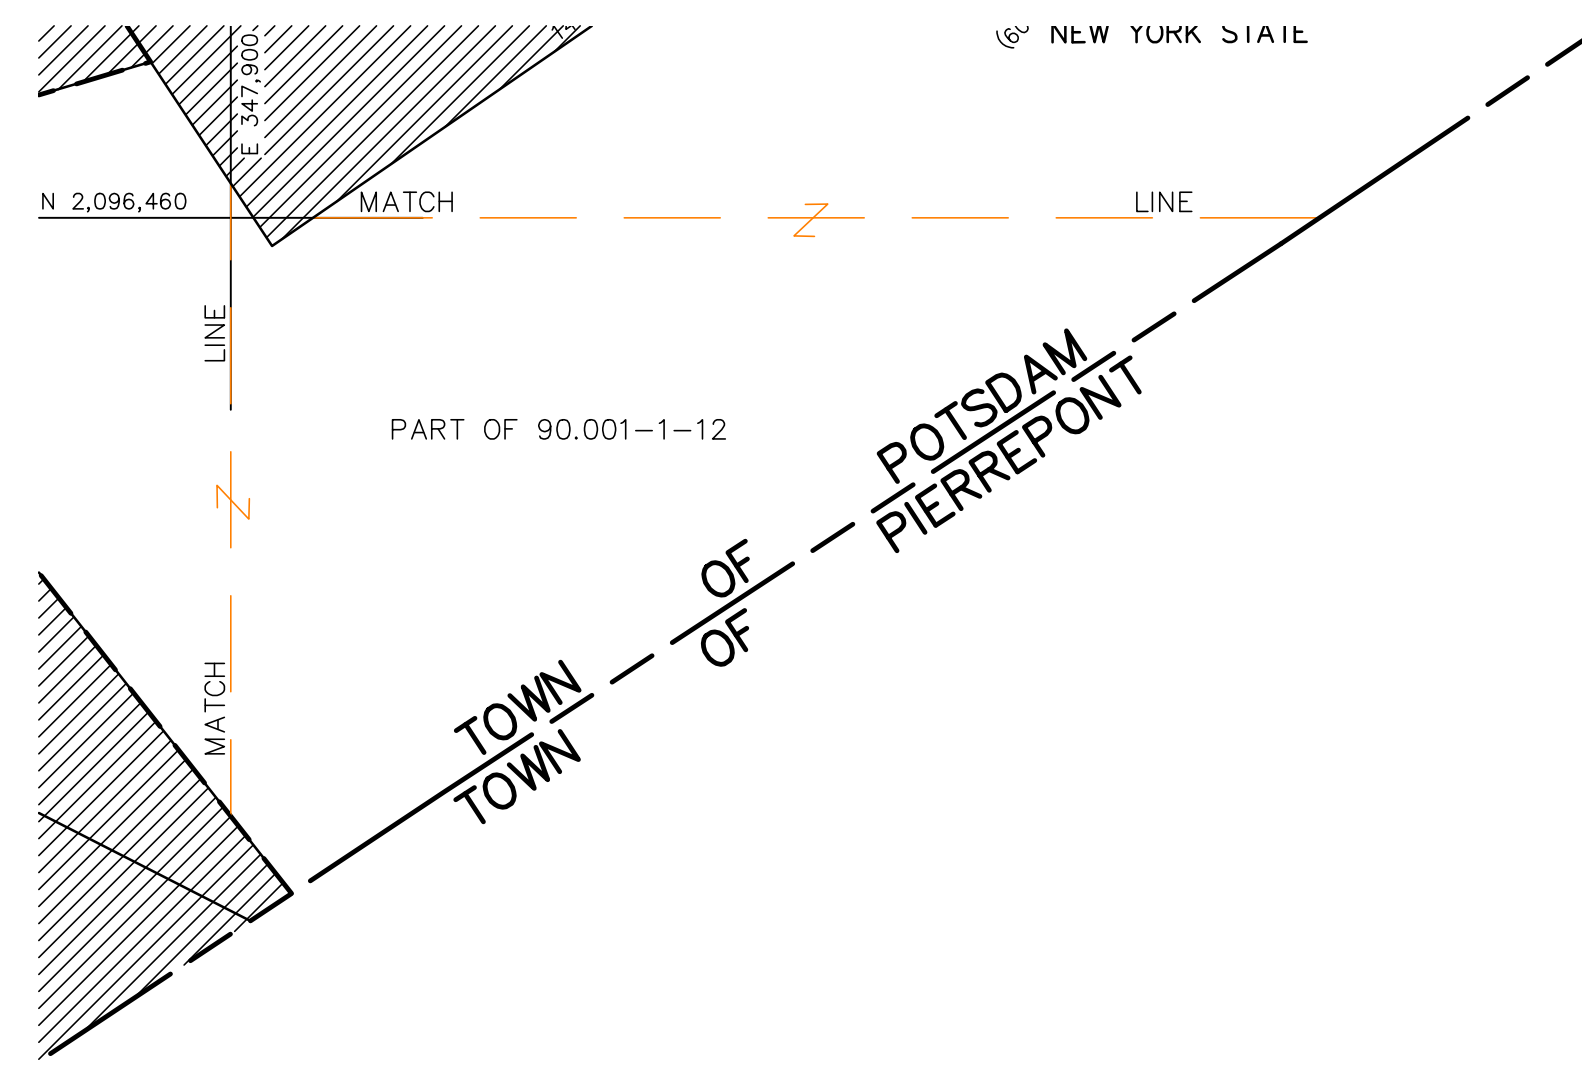 NEW YORK STATE
E 347,900
N 2,096,460
MATCH LINE
LINE
PART OF 90.001-1-12
MATCH
TOWN OF POTSDAM
TOWN OF PIERREPONT